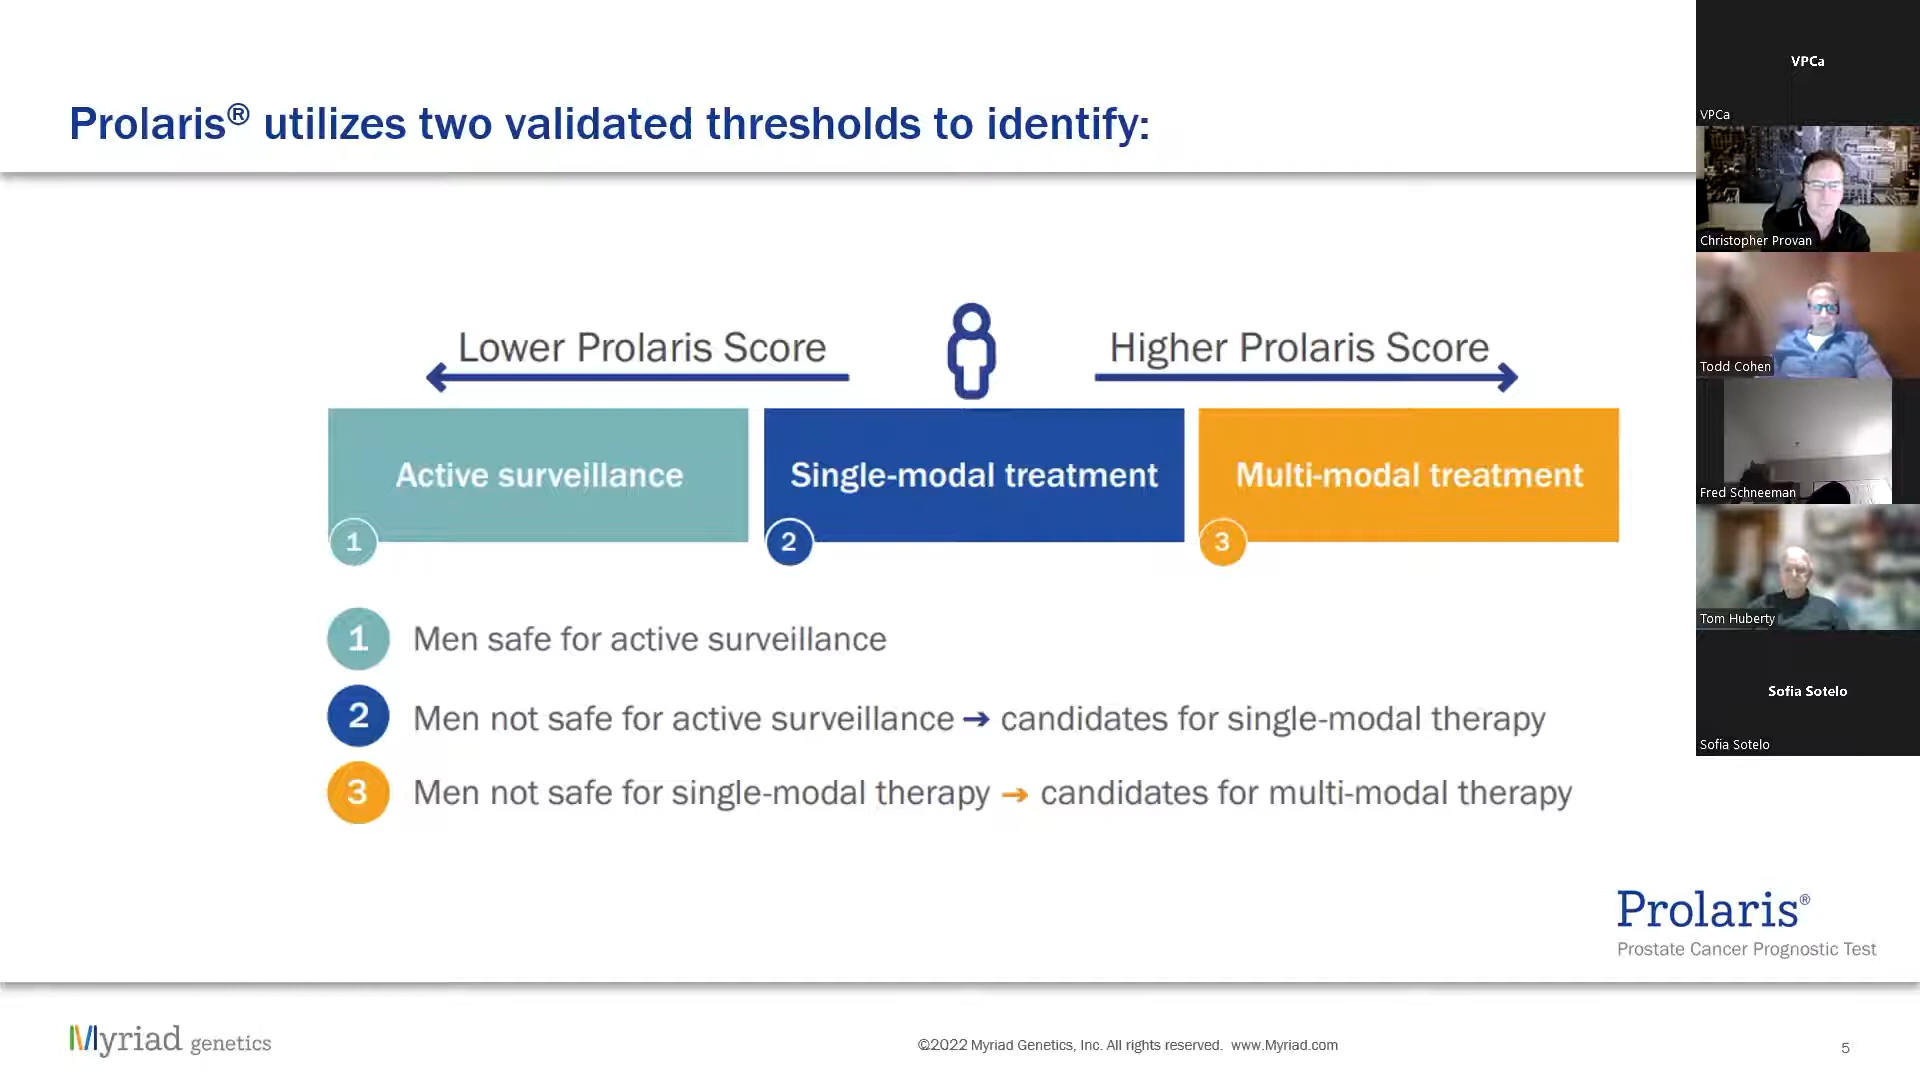 Prolaris® utilizes two validated thresholds to identify:
Lower Prolaris Score
Higher Prolaris Score
Active surveillance
Single-modal treatment
Multi-modal treatment
1
2
3
1 Men safe for active surveillance
2 Men not safe for active surveillance → candidates for single-modal therapy
3 Men not safe for single-modal therapy → candidates for multi-modal therapy
Prolaris®
Prostate Cancer Prognostic Test
Myriad genetics
©2022 Myriad Genetics, Inc. All rights reserved. www.Myriad.com
5
VPCa
VPCa
Christopher Provan
Todd Cohen
Fred Schneeman
Tom Huberty
Sofia Sotelo
Sofia Sotelo